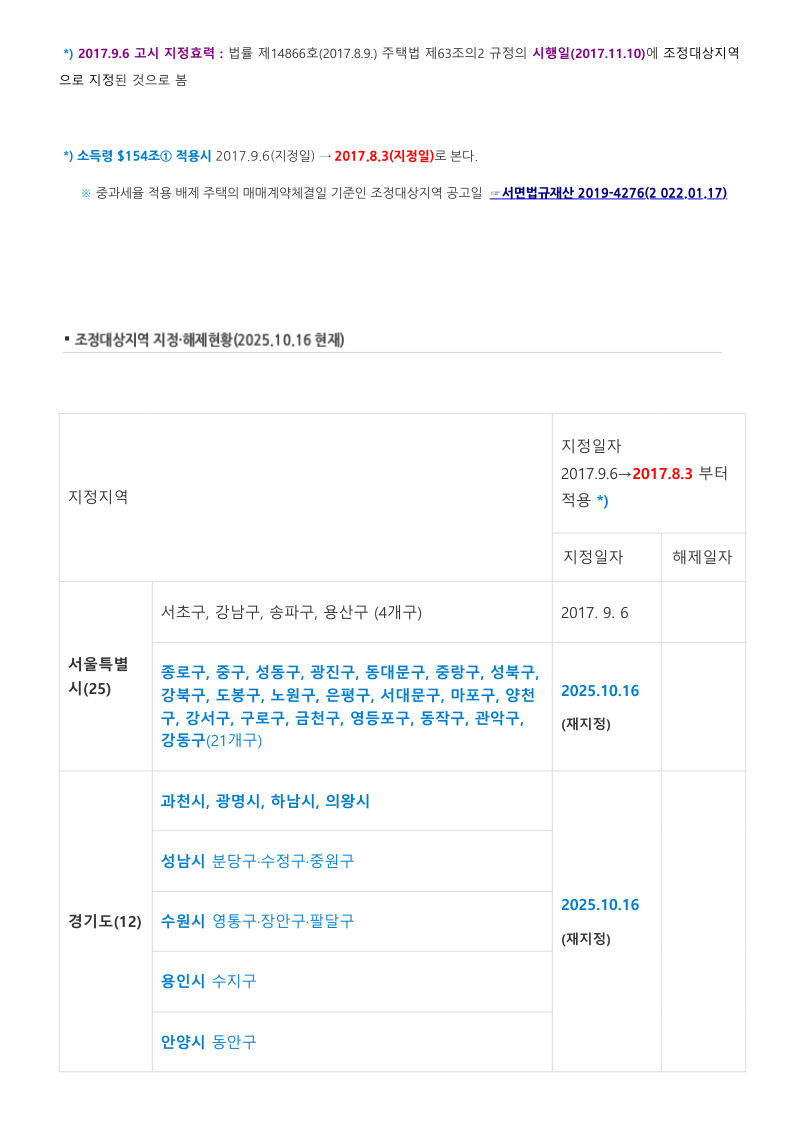 *) 2017.9.6 고시 지정효력 : 법률 제14866호(2017.8.9.) 주택법 제63조의2 규정의 시행일(2017.11.10)에 조정대상지역
으로 지정된 것으로 봄
*) 소득령 $154조① 적용시 2017.9.6(지정일) → 2017.8.3(지정일)로 본다.
※ 중과세율 적용 배제 주택의 매매계약체결일 기준인 조정대상지역 공고일 ☞서면법규재산 2019-4276(2 022.01.17)
▪ 조정대상지역 지정·해제현황(2025.10.16 현재)
지정지역
지정일자
2017.9.6→2017.8.3 부터
적용 *)
지정일자 해제일자
서울특별
시(25)
서초구, 강남구, 송파구, 용산구 (4개구)
2017. 9. 6
종로구, 중구, 성동구, 광진구, 동대문구, 중랑구, 성북구,
강북구, 도봉구, 노원구, 은평구, 서대문구, 마포구, 양천
구, 강서구, 구로구, 금천구, 영등포구, 동작구, 관악구,
강동구(21개구)
2025.10.16
(재지정)
경기도(12)
과천시, 광명시, 하남시, 의왕시
성남시 분당구·수정구·중원구
수원시 영통구·장안구·팔달구
용인시 수지구
안양시 동안구
2025.10.16
(재지정)